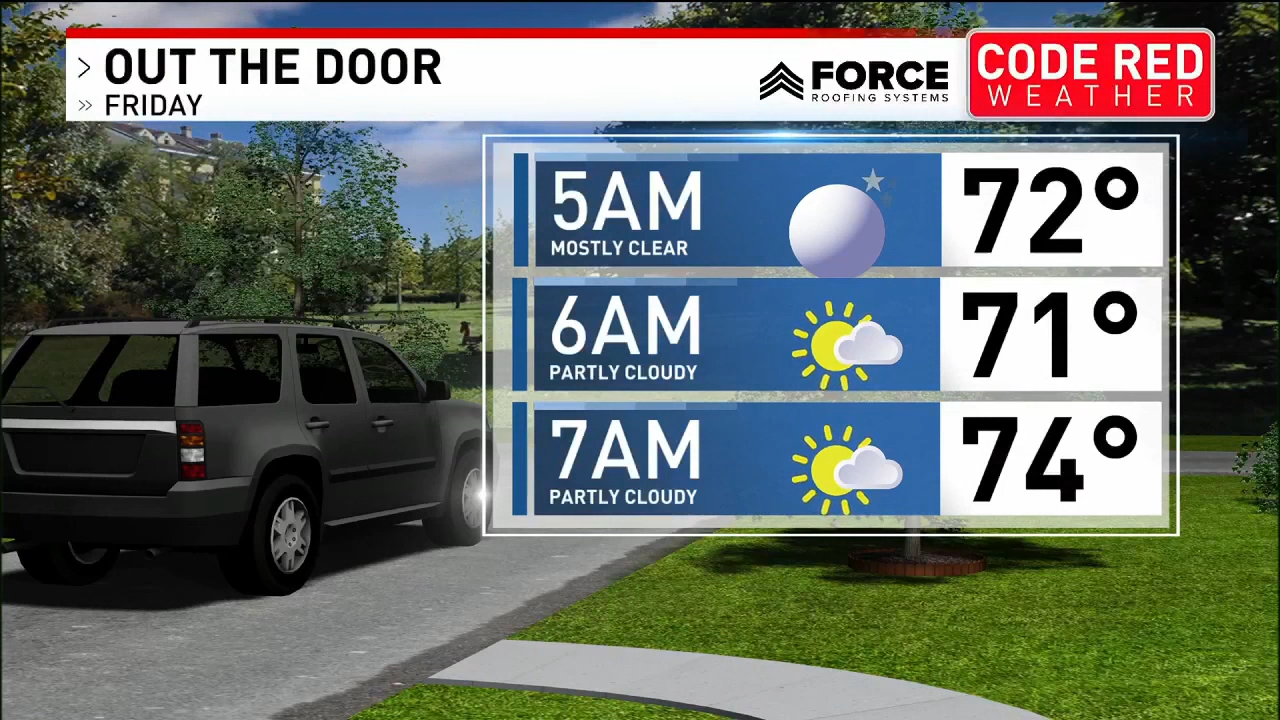 OUT THE DOOR
FRIDAY
FORCE
ROOFING SYSTEMS
CODE RED
WEATHER
5AM
MOSTLY CLEAR
72°
6AM
PARTLY CLOUDY
71°
7AM
PARTLY CLOUDY
74°